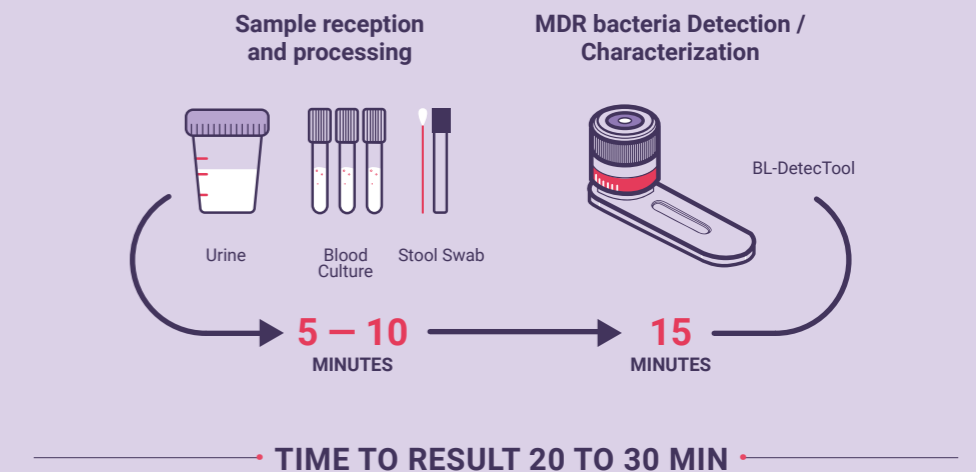 Sample reception
and processing
MDR bacteria Detection /
Characterization
BL-DetecTool
Urine
Blood
Culture
Stool Swab
5 — 10
MINUTES
15
MINUTES
TIME TO RESULT 20 TO 30 MIN